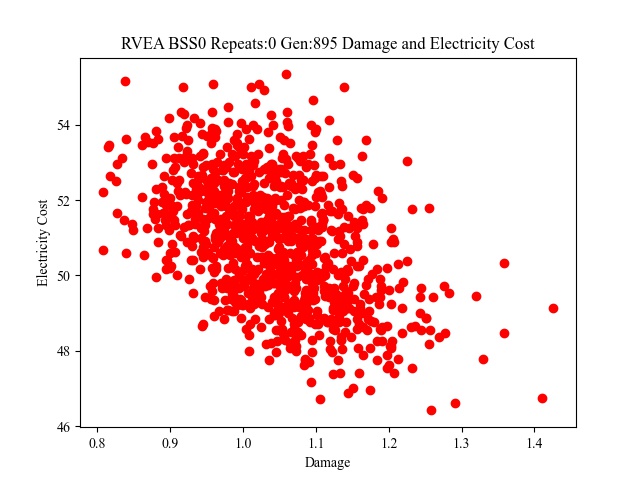 RVEA BSS0 Repeats:0 Gen:895 Damage and Electricity Cost
54
52
50
48
46
Electricity Cost
0.8 0.9 1.0 1.1 1.2 1.3 1.4
Damage